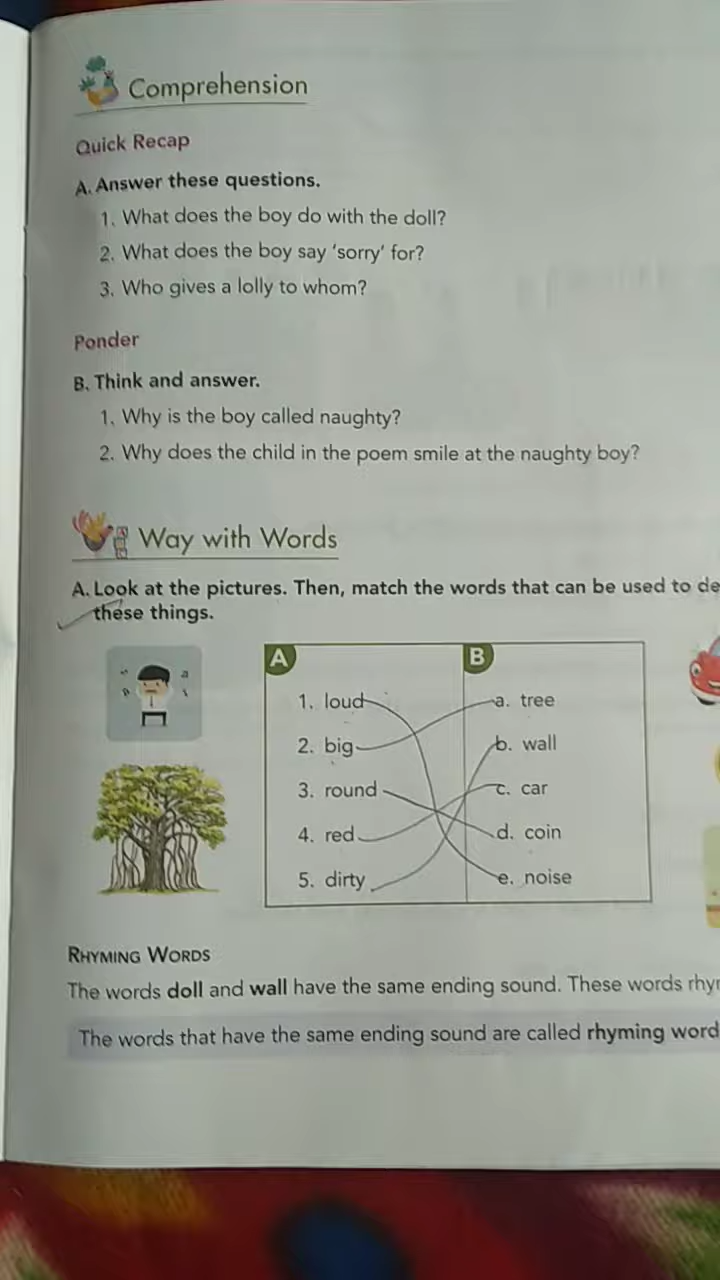 Comprehension
Quick Recap
A. Answer these questions.
1. What does the boy do with the doll?
2. What does the boy say ‘sorry’ for?
3. Who gives a lolly to whom?
Ponder
B. Think and answer.
1. Why is the boy called naughty?
2. Why does the child in the poem smile at the naughty boy?
Way with Words
A. Look at the pictures. Then, match the words that can be used to de
these things.
A B
1. loud a. tree
2. big b. wall
3. round c. car
4. red d. coin
5. dirty e. noise
RHYMING WORDS
The words doll and wall have the same ending sound. These words rhy
The words that have the same ending sound are called rhyming word